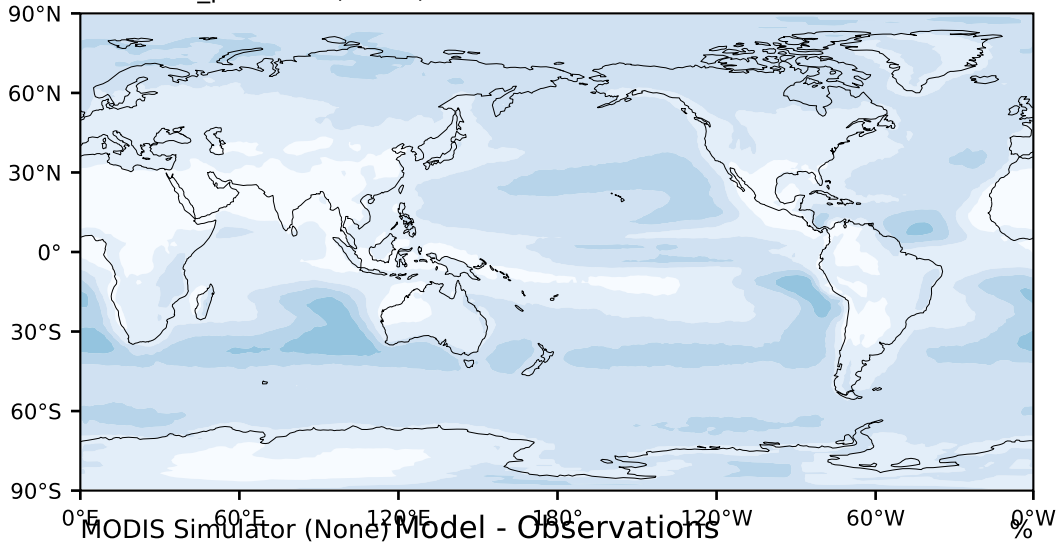 90°N
60°N
30°N
0°
30°S
60°S
90°S
0°E 60°E 120°E 180° 120°W 60°W 0°W
MODIS Simulator (None) Model - Observations %